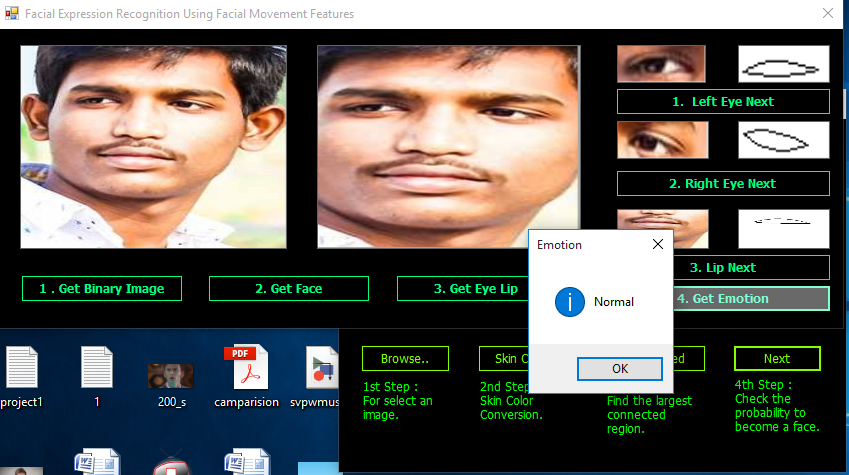 Facial Expression Recognition Using Facial Movement Features
1. Left Eye Next
2. Right Eye Next
3. Lip Next
4. Get Emotion
1 . Get Binary Image
2. Get Face
3. Get Eye Lip
Emotion
Normal
OK
Browse..
Skin C
ed
Next
1st Step :
For select an
image.
2nd Step
Skin Color
Conversion.
Find the largest
connected
region.
4th Step :
Check the
probability to
become a face.
PDF
project1
1
200_s
camparision
svpwmus